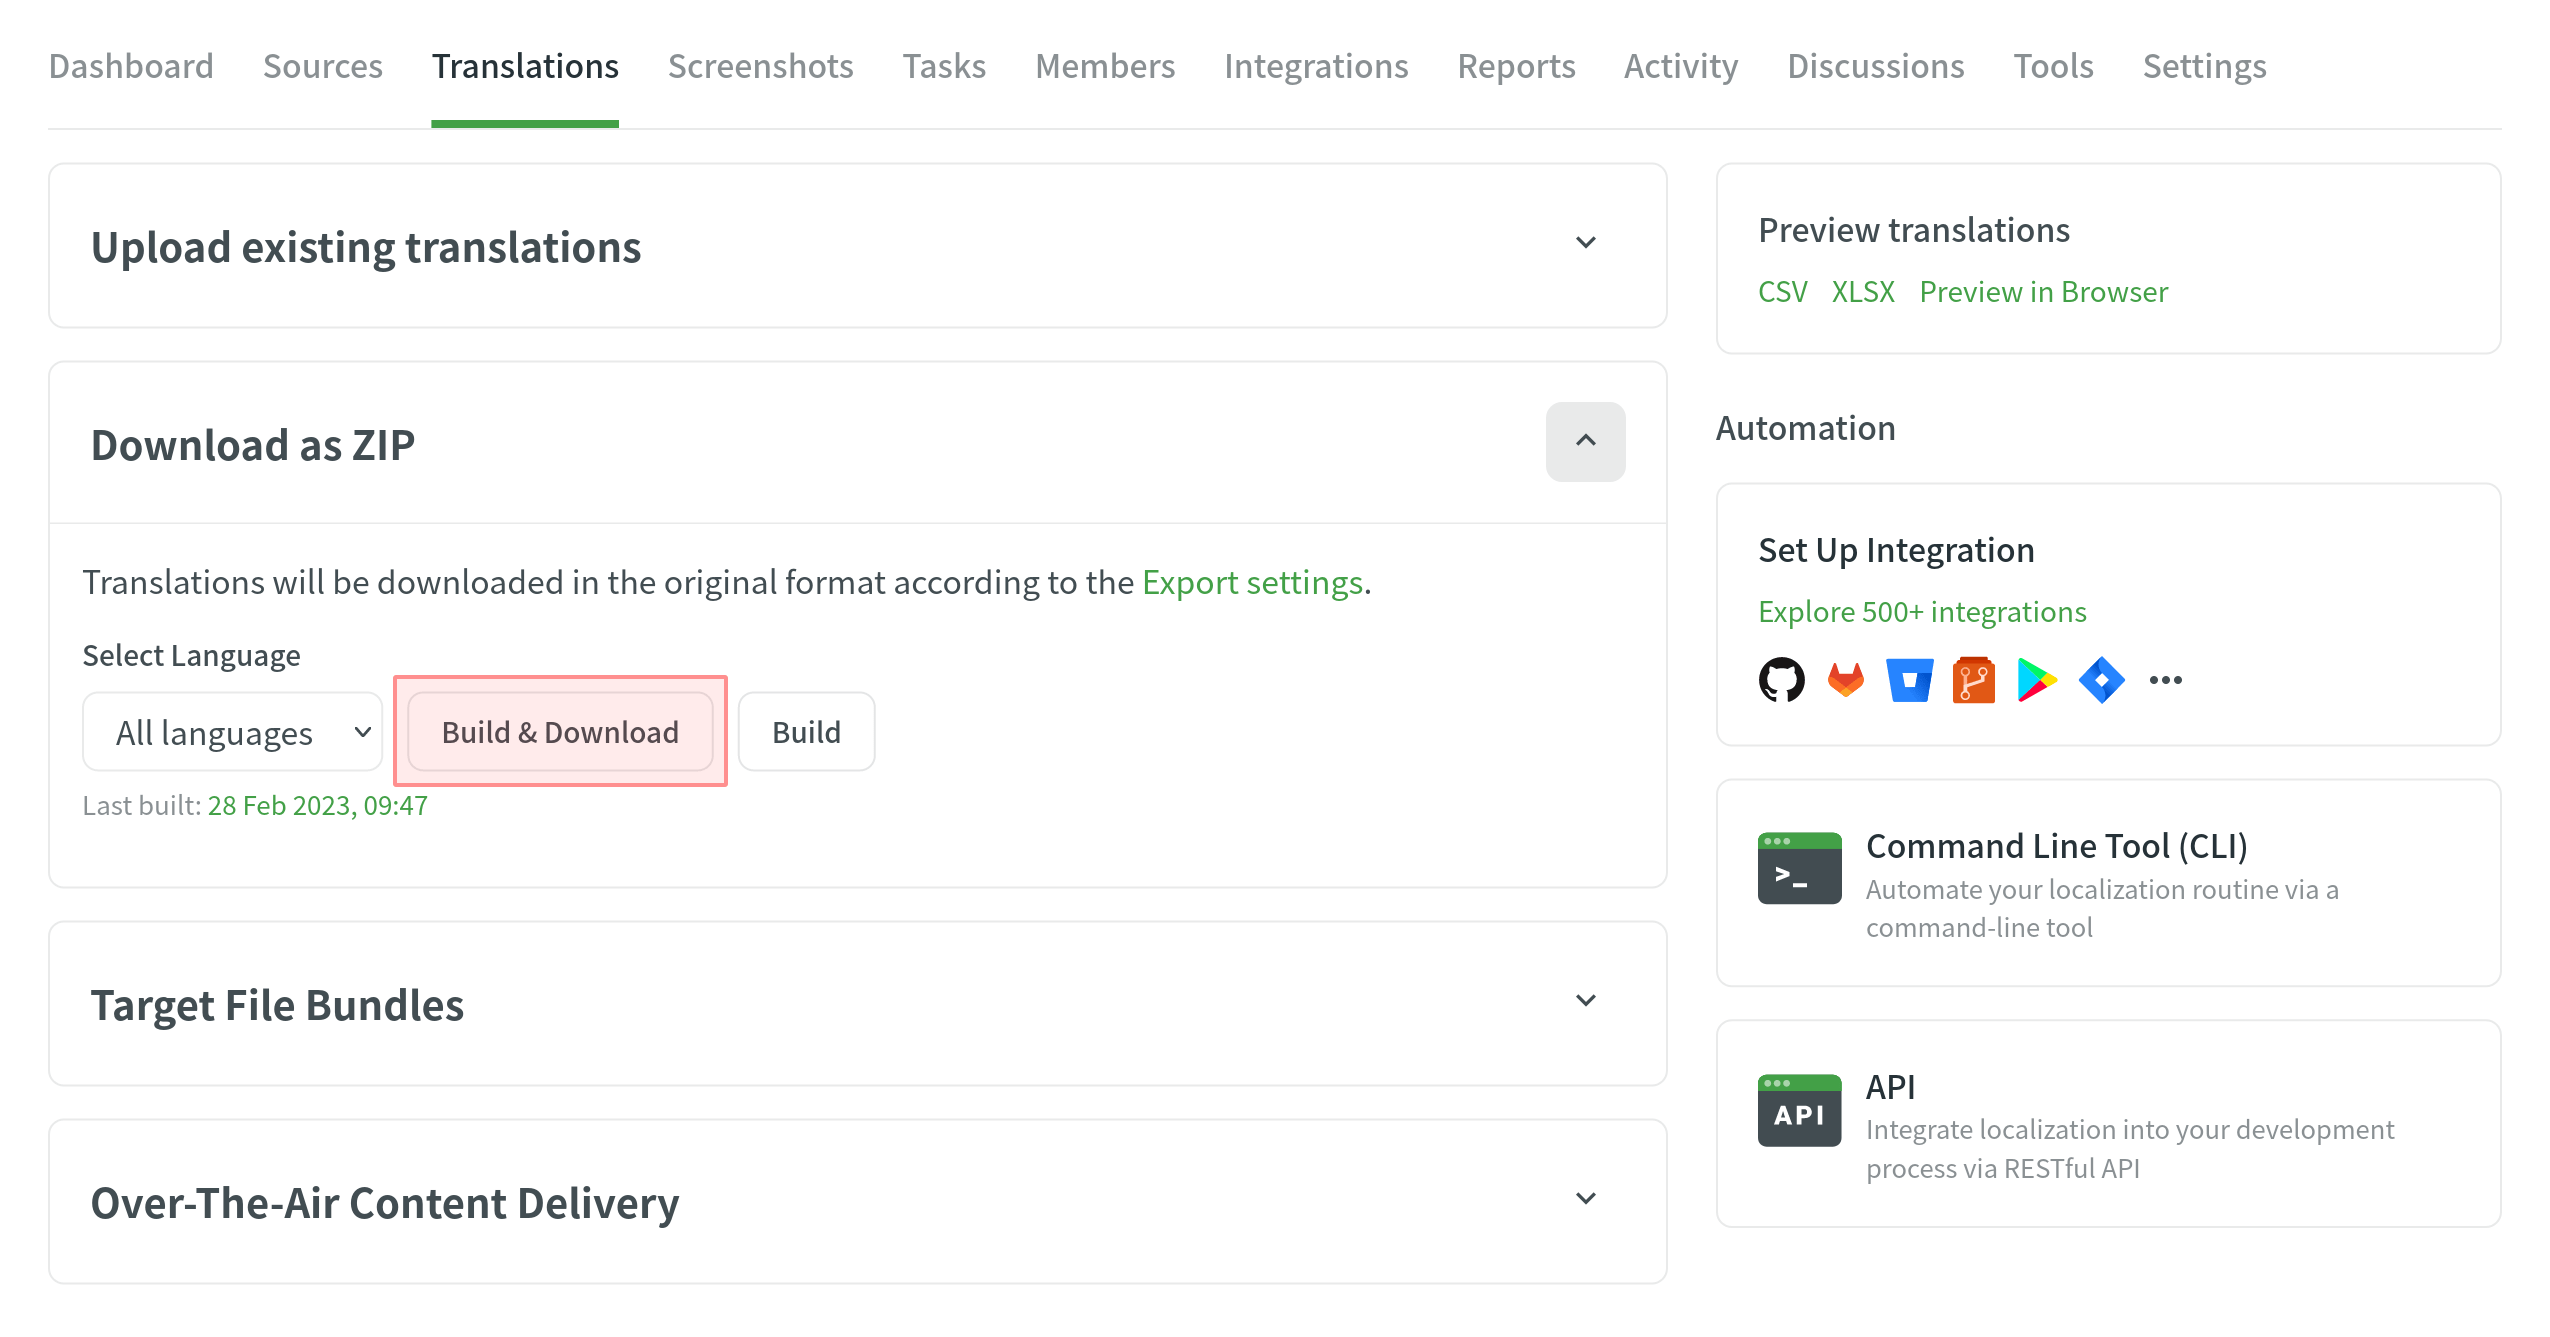 Dashboard Sources Translations Screenshots Tasks Members Integrations Reports Activity Discussions Tools Settings
Upload existing translations
Download as ZIP
Translations will be downloaded in the original format according to the Export settings.
Select Language
All languages Build & Download Build
Last built: 28 Feb 2023, 09:47
Target File Bundles
Over-The-Air Content Delivery
Preview translations
CSV XLSX Preview in Browser
Automation
Set Up Integration
Explore 500+ integrations
>_
Command Line Tool (CLI)
Automate your localization routine via a
command-line tool
API
API
Integrate localization into your development
process via RESTful API